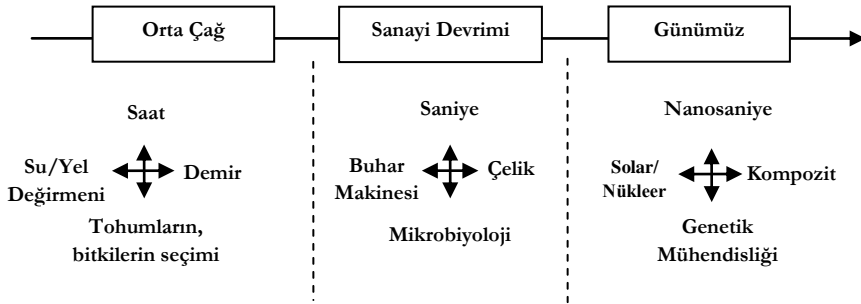 Orta Çağ
Sanayi Devrimi
Günümüz
Saat
Su/Yel
Değirmeni
Demir
Tohumların,
bitkilerin seçimi
Saniye
Buhar
Makinesi
Çelik
Mikrobiyoloji
Nanosaniye
Solar/
Nükleer
Kompozit
Genetik
Mühendisliği